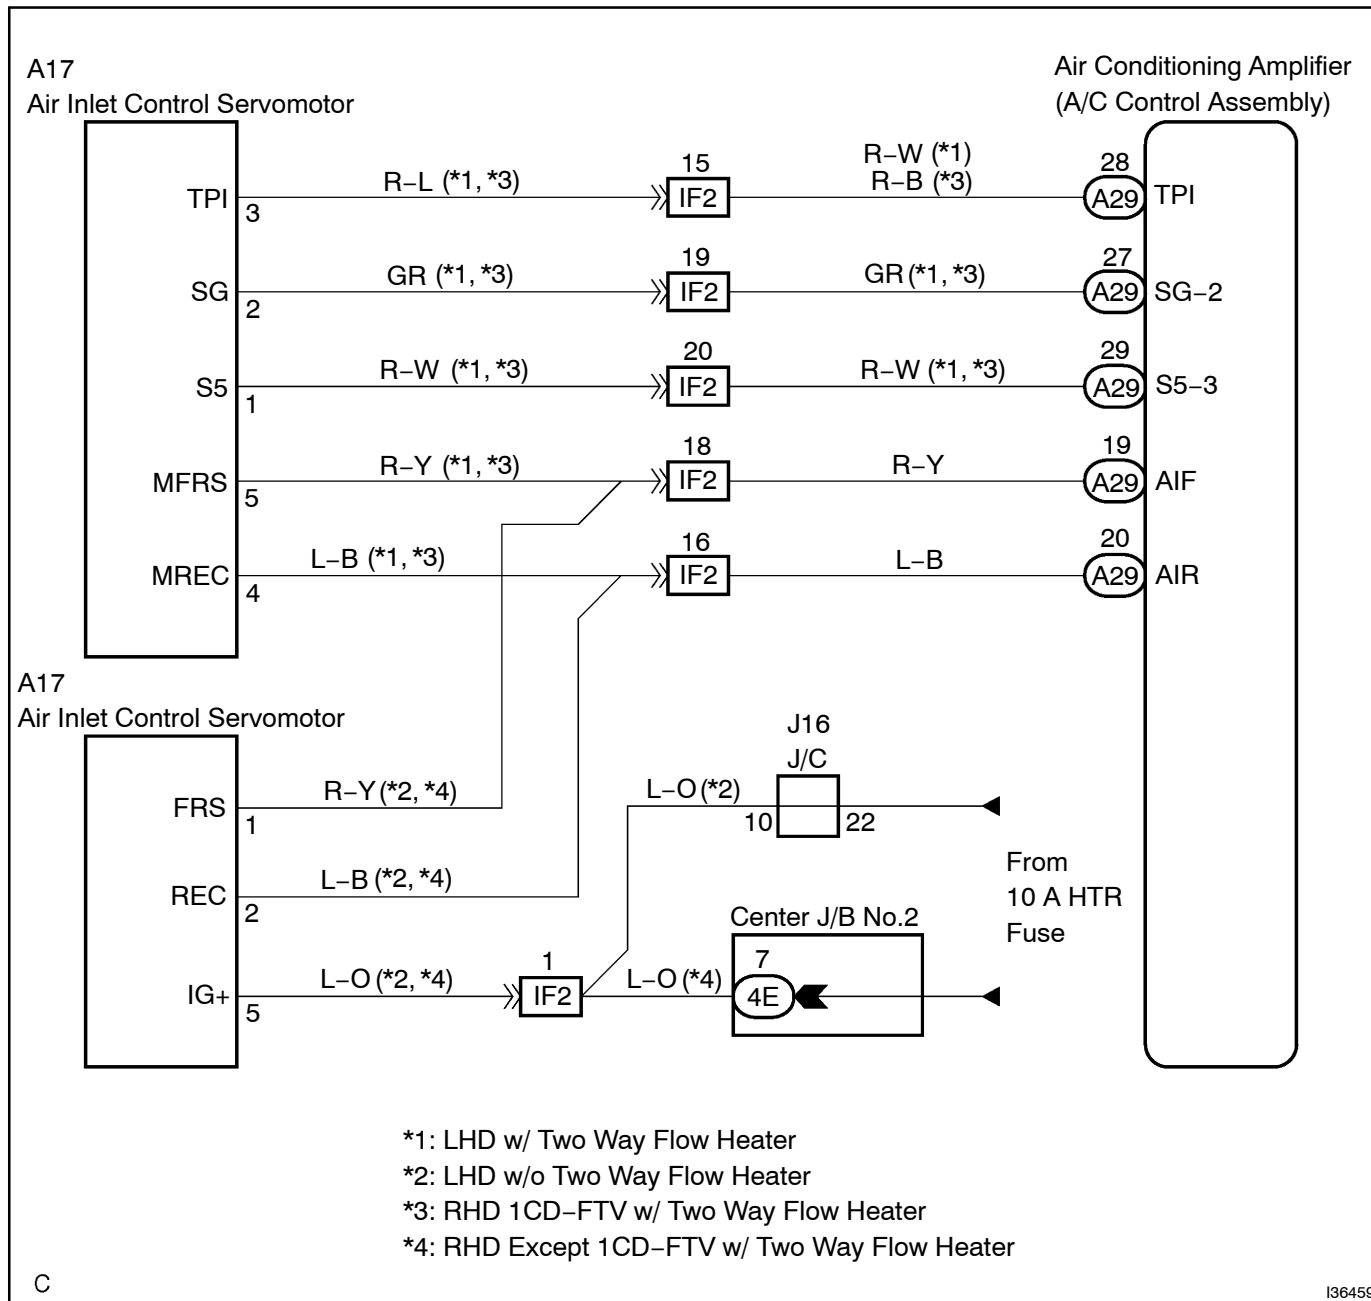 A17
Air Inlet Control Servomotor
Air Conditioning Amplifier
(A/C Control Assembly)
TPI
3
R−L (*1, *3)
15
IF2
R−W (*1)
R−B (*3)
28
A29
TPI
SG
2
GR (*1, *3)
19
IF2
GR (*1, *3)
27
A29
SG−2
S5
1
R−W (*1, *3)
20
IF2
R−W (*1, *3)
29
A29
S5−3
MFRS
5
R−Y (*1, *3)
18
IF2
R−Y
19
A29
AIF
MREC
4
L−B (*1, *3)
16
IF2
L−B
20
A29
AIR
A17
Air Inlet Control Servomotor
FRS
1
R−Y (*2, *4)
J16
J/C
L−O (*2)
10
22
REC
2
L−B (*2, *4)
From
10 A HTR
Fuse
Center J/B No.2
IG+
5
L−O (*2, *4)
1
IF2
L−O (*4)
7
4E
*1: LHD w/ Two Way Flow Heater
*2: LHD w/o Two Way Flow Heater
*3: RHD 1CD−FTV w/ Two Way Flow Heater
*4: RHD Except 1CD−FTV w/ Two Way Flow Heater
C
I36459